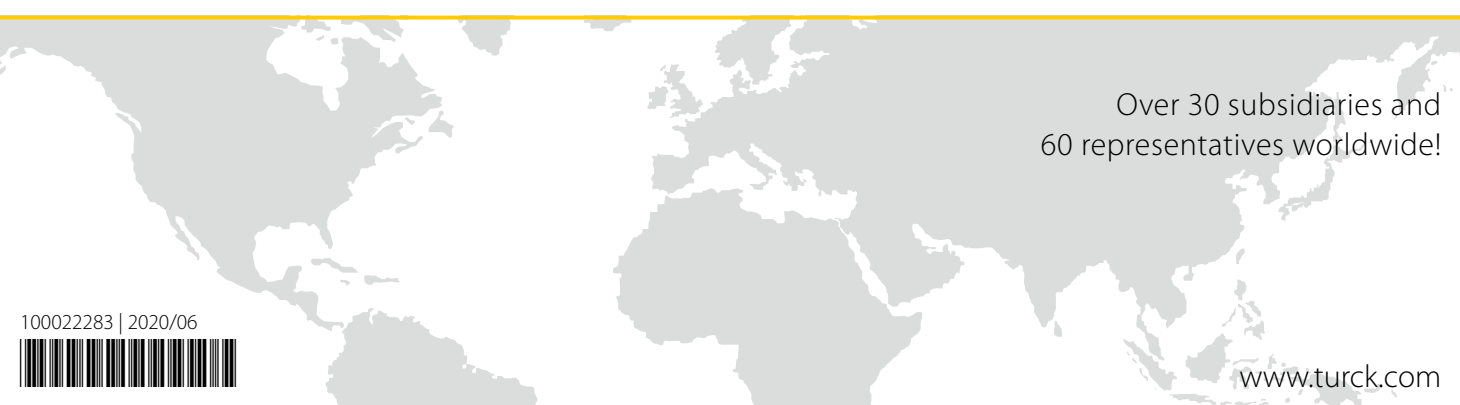 Over 30 subsidiaries and
60 representatives worldwide!
100022283 | 2020/06
www.turck.com